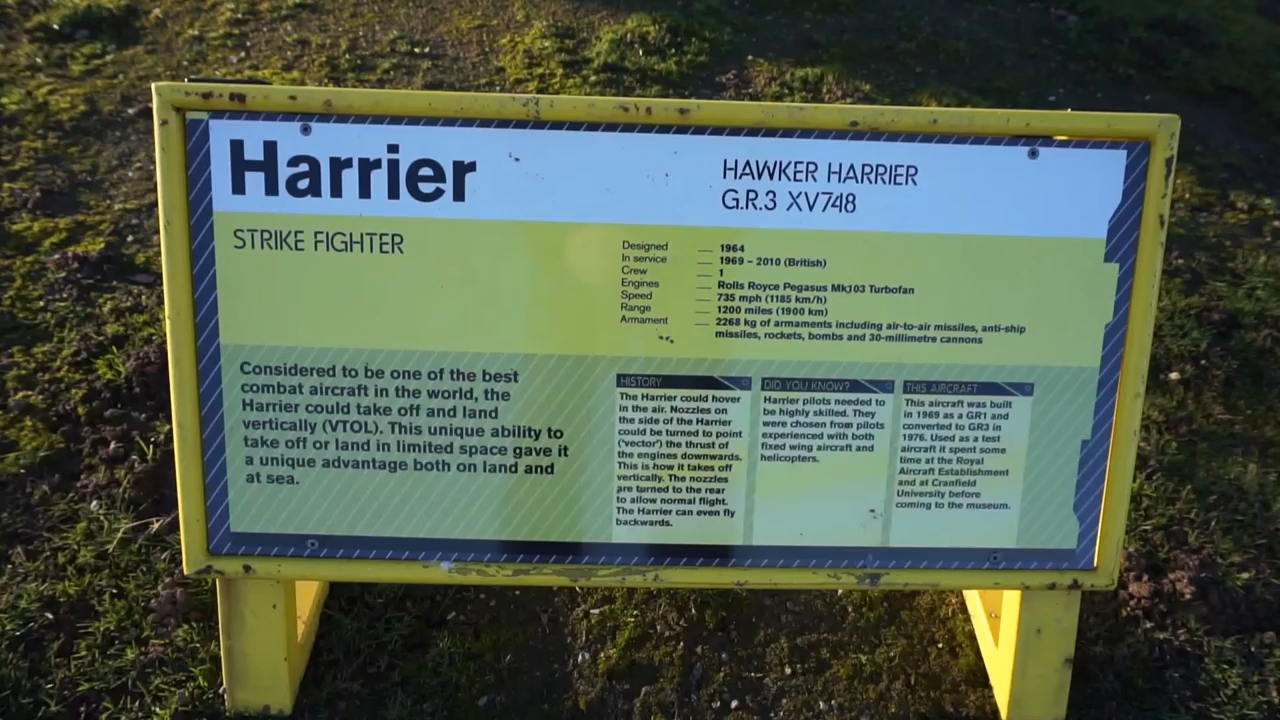 Harrier
HAWKER HARRIER
G.R.3 XV748
STRIKE FIGHTER
Designed — 1964
In service — 1969 – 2010 (British)
Crew — 1
Engines — Rolls Royce Pegasus Mk103 Turbofan
Speed — 735 mph (1185 km/h)
Range — 1200 miles (1900 km)
Armament — 2268 kg of armaments including air-to-air missiles, anti-ship
missiles, rockets, bombs and 30-millimetre cannons
Considered to be one of the best
combat aircraft in the world, the
Harrier could take off and land
vertically (VTOL). This unique ability to
take off or land in limited space gave it
a unique advantage both on land and
at sea.
HISTORY
The Harrier could hover
in the air. Nozzles on
the side of the Harrier
could be turned to point
('vector') the thrust of
the engines downwards.
This is how it takes off
vertically. The nozzles
are turned to the rear
to allow normal flight.
The Harrier can even fly
backwards.
DID YOU KNOW?
Harrier pilots needed to
be highly skilled. They
were chosen from pilots
experienced with both
fixed wing aircraft and
helicopters.
THIS AIRCRAFT
This aircraft was built
in 1969 as a GR1 and
converted to GR3 in
1976. Used as a test
aircraft it spent some
time at the Royal
Aircraft Establishment
and at Cranfield
University before
coming to the museum.